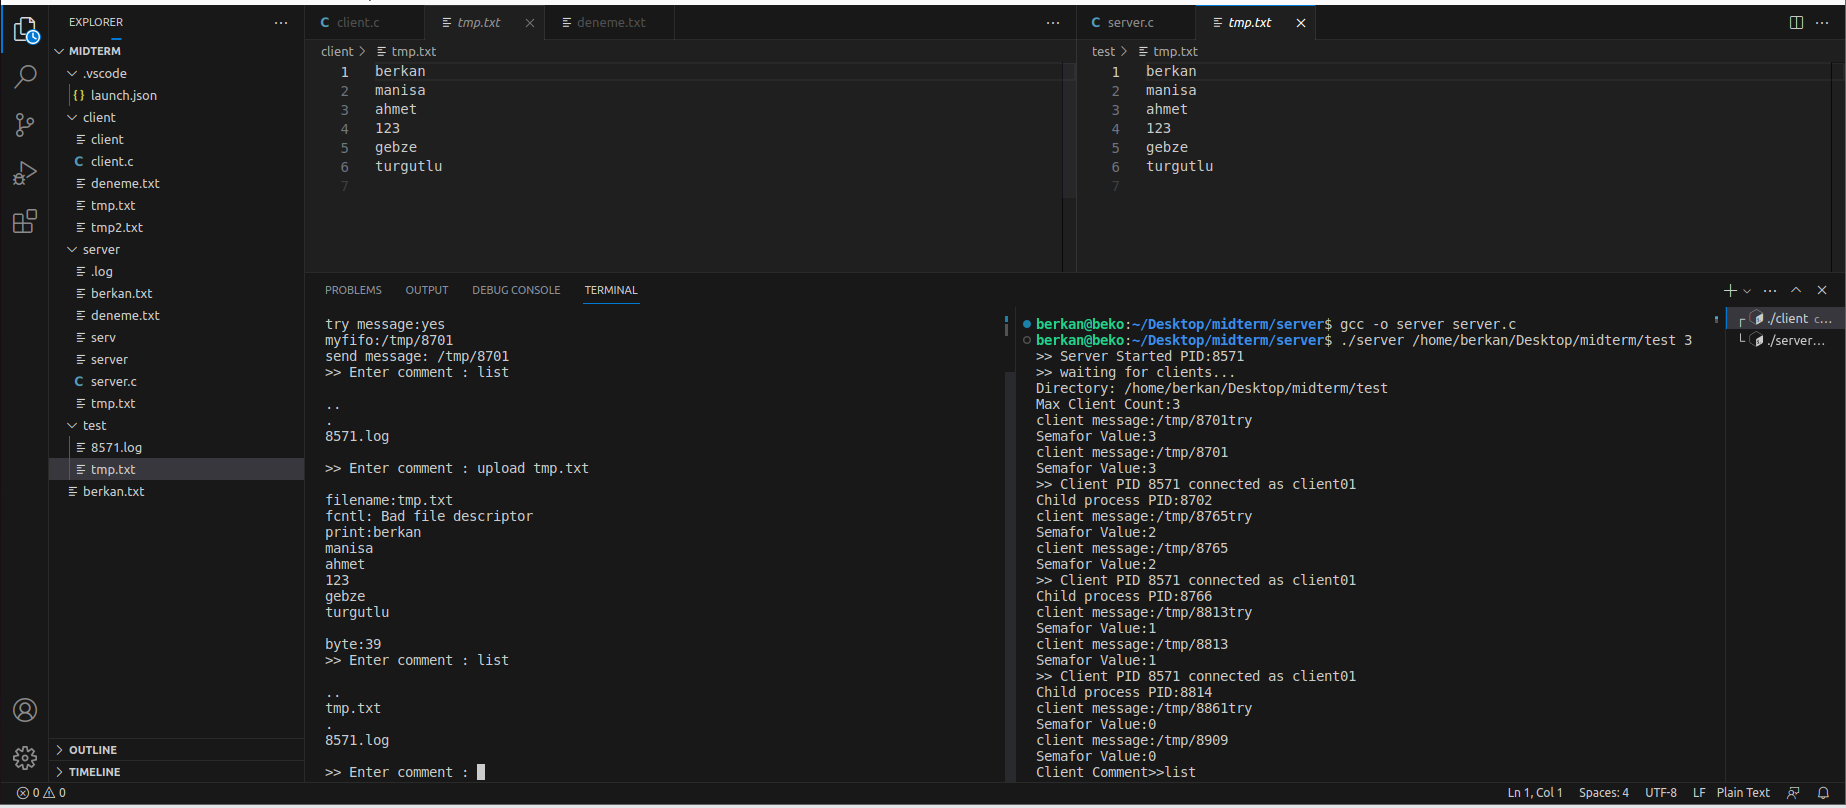 EXPLORER
MIDTERM
.vscode
launch.json
client
client
client.c
deneme.txt
tmp.txt
tmp2.txt
server
.log
berkan.txt
deneme.txt
serv
server
server.c
tmp.txt
test
8571.log
tmp.txt
berkan.txt
OUTLINE
TIMELINE
client.c
tmp.txt
deneme.txt
client > tmp.txt
1 berkan
2 manisa
3 ahmet
4 123
5 gebze
6 turgutlu
7
server.c
tmp.txt
test > tmp.txt
1 berkan
2 manisa
3 ahmet
4 123
5 gebze
6 turgutlu
7
PROBLEMS OUTPUT DEBUG CONSOLE TERMINAL
try message:yes
myfifo:/tmp/8701
send message: /tmp/8701
>> Enter comment : list
..
.
8571.log
>> Enter comment : upload tmp.txt
filename:tmp.txt
fcntl: Bad file descriptor
print:berkan
manisa
ahmet
123
gebze
turgutlu
byte:39
>> Enter comment : list
..
tmp.txt
.
8571.log
>> Enter comment :
berkan@beko:~/Desktop/midterm/server$ gcc -o server server.c
berkan@beko:~/Desktop/midterm/server$ ./server /home/berkan/Desktop/midterm/test 3
>> Server Started PID:8571
>> waiting for clients...
Directory: /home/berkan/Desktop/midterm/test
Max Client Count:3
client message:/tmp/8701try
Semafor Value:3
client message:/tmp/8701
Semafor Value:3
>> Client PID 8571 connected as client01
Child process PID:8702
client message:/tmp/8765try
Semafor Value:2
client message:/tmp/8765
Semafor Value:2
>> Client PID 8571 connected as client01
Child process PID:8766
client message:/tmp/8813try
Semafor Value:1
client message:/tmp/8813
Semafor Value:1
>> Client PID 8571 connected as client01
Child process PID:8814
client message:/tmp/8861try
Semafor Value:0
client message:/tmp/8909
Semafor Value:0
Client Comment>>list
./client c...
./server...
0 0
Ln 1, Col 1 Spaces: 4 UTF-8 LF Plain Text